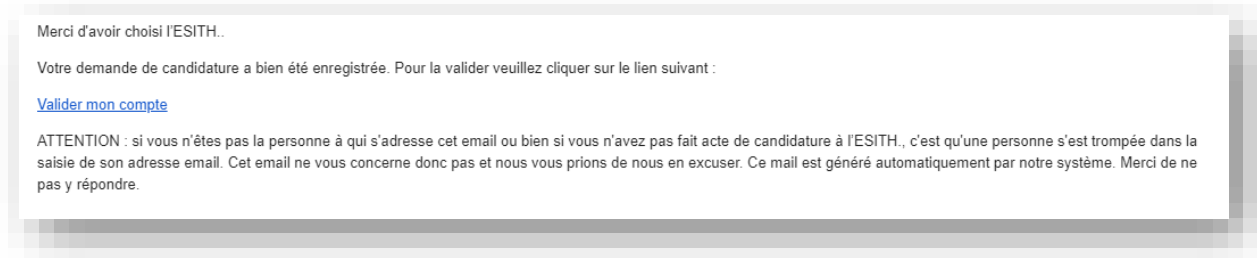 Merci d'avoir choisi l'ESITH..
Votre demande de candidature a bien été enregistrée. Pour la valider veuillez cliquer sur le lien suivant :
Valider mon compte
ATTENTION : si vous n'êtes pas la personne à qui s'adresse cet email ou bien si vous n'avez pas fait acte de candidature à l'ESITH., c'est qu'une personne s'est trompée dans la
saisie de son adresse email. Cet email ne vous concerne donc pas et nous vous prions de nous en excuser. Ce mail est généré automatiquement par notre système. Merci de ne
pas y répondre.